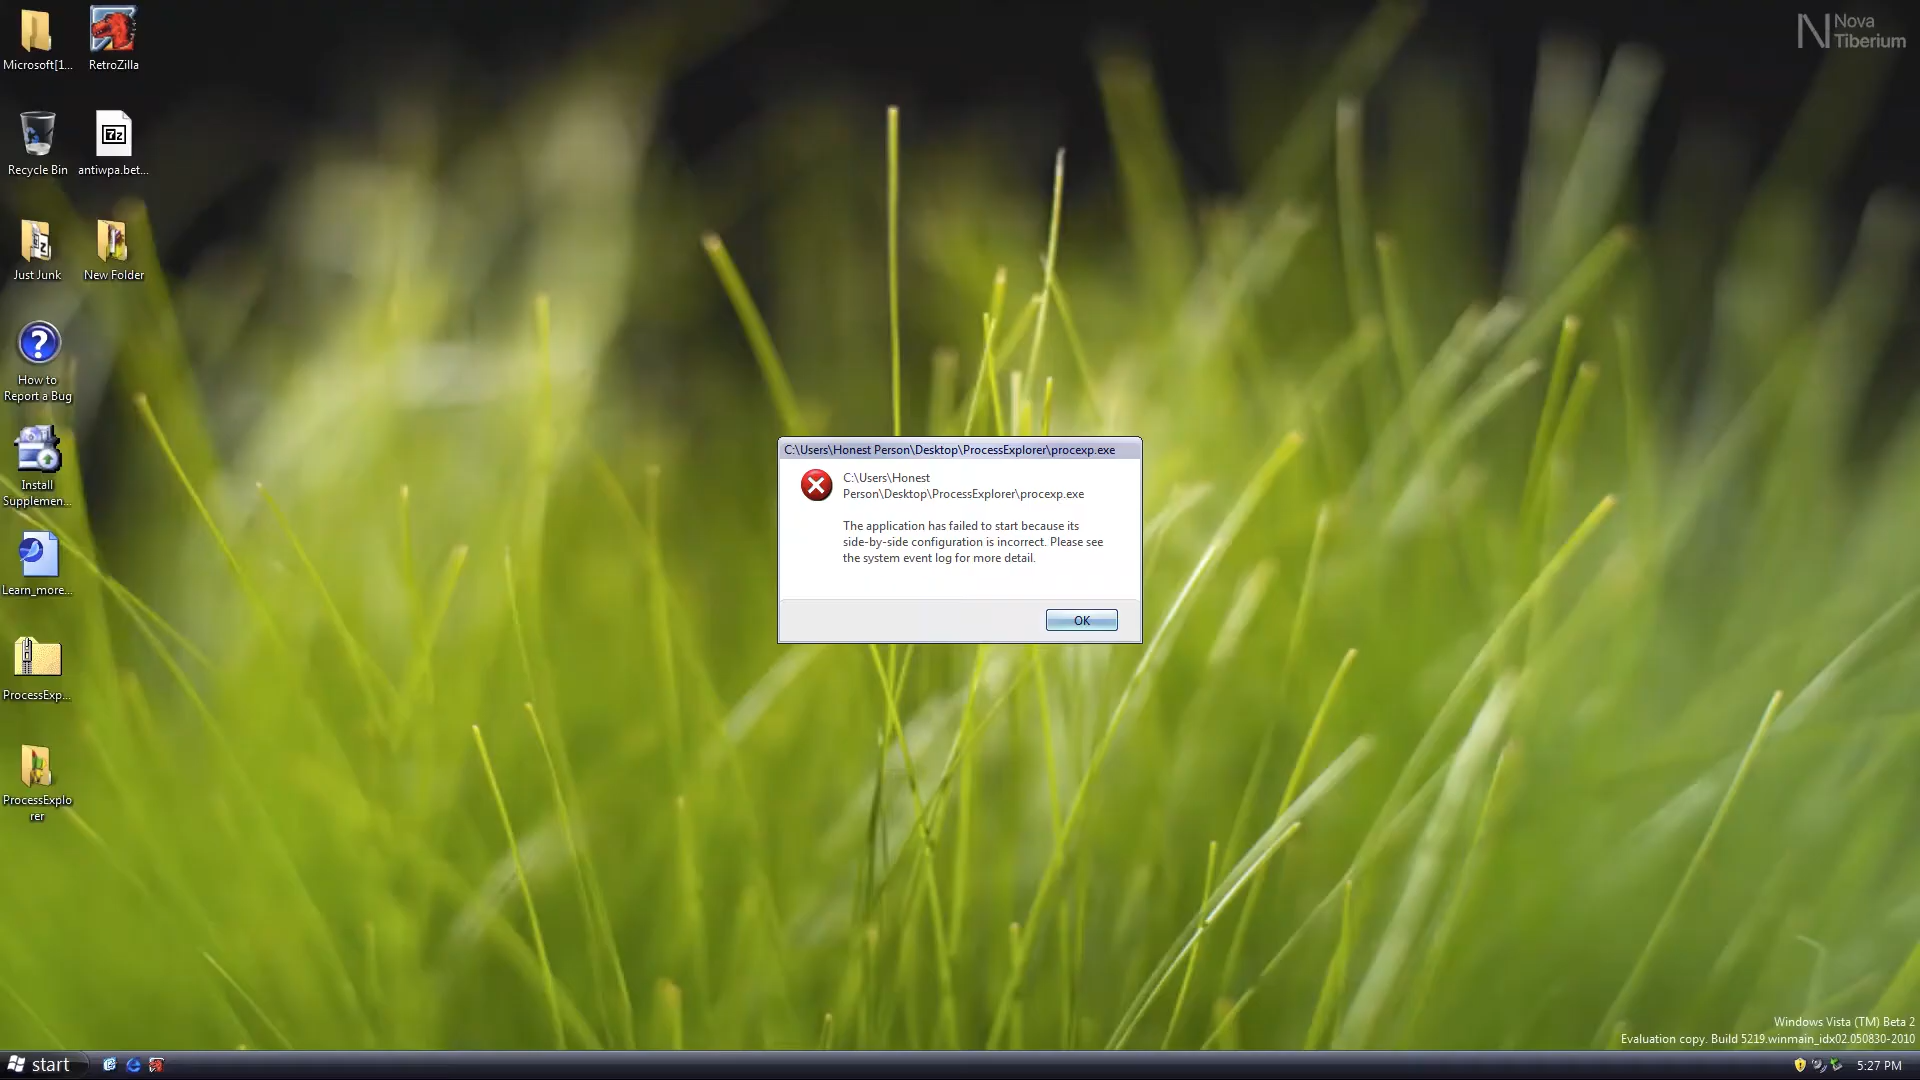 Microsoft[1...
RetroZilla
Nova
Tiberium
Recycle Bin
antiwpa.bet...
7z
Just Junk
New Folder
How to
Report a Bug
Install
Supplemen...
Learn_more...
ProcessExp...
ProcessExplo
rer
C:\Users\Honest Person\Desktop\ProcessExplorer\procexp.exe
C:\Users\Honest
Person\Desktop\ProcessExplorer\procexp.exe
The application has failed to start because its
side-by-side configuration is incorrect. Please see
the system event log for more detail.
OK
Windows Vista (TM) Beta 2
Evaluation copy. Build 5219.winmain_idx02.050830-2010
start
5:27 PM